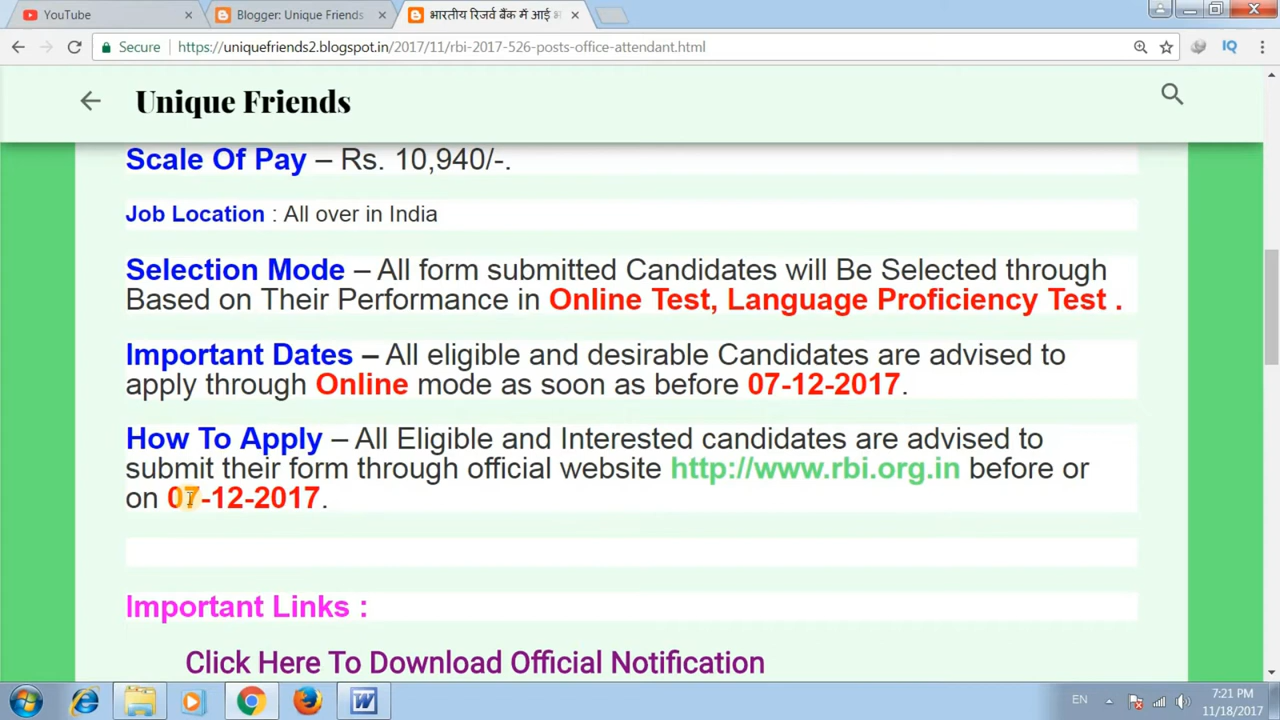 YouTube
Blogger: Unique Friends
भारतीय रिजर्व बैंक में आई
Secure
https://uniquefriends2.blogspot.in/2017/11/rbi-2017-526-posts-office-attendant.html
IQ
Unique Friends
Scale Of Pay – Rs. 10,940/-.
Job Location : All over in India
Selection Mode – All form submitted Candidates will Be Selected through
Based on Their Performance in Online Test, Language Proficiency Test .
Important Dates – All eligible and desirable Candidates are advised to
apply through Online mode as soon as before 07-12-2017.
How To Apply – All Eligible and Interested candidates are advised to
submit their form through official website http://www.rbi.org.in before or
on 07-12-2017.
Important Links :
Click Here To Download Official Notification
EN
7:21 PM
11/18/2017